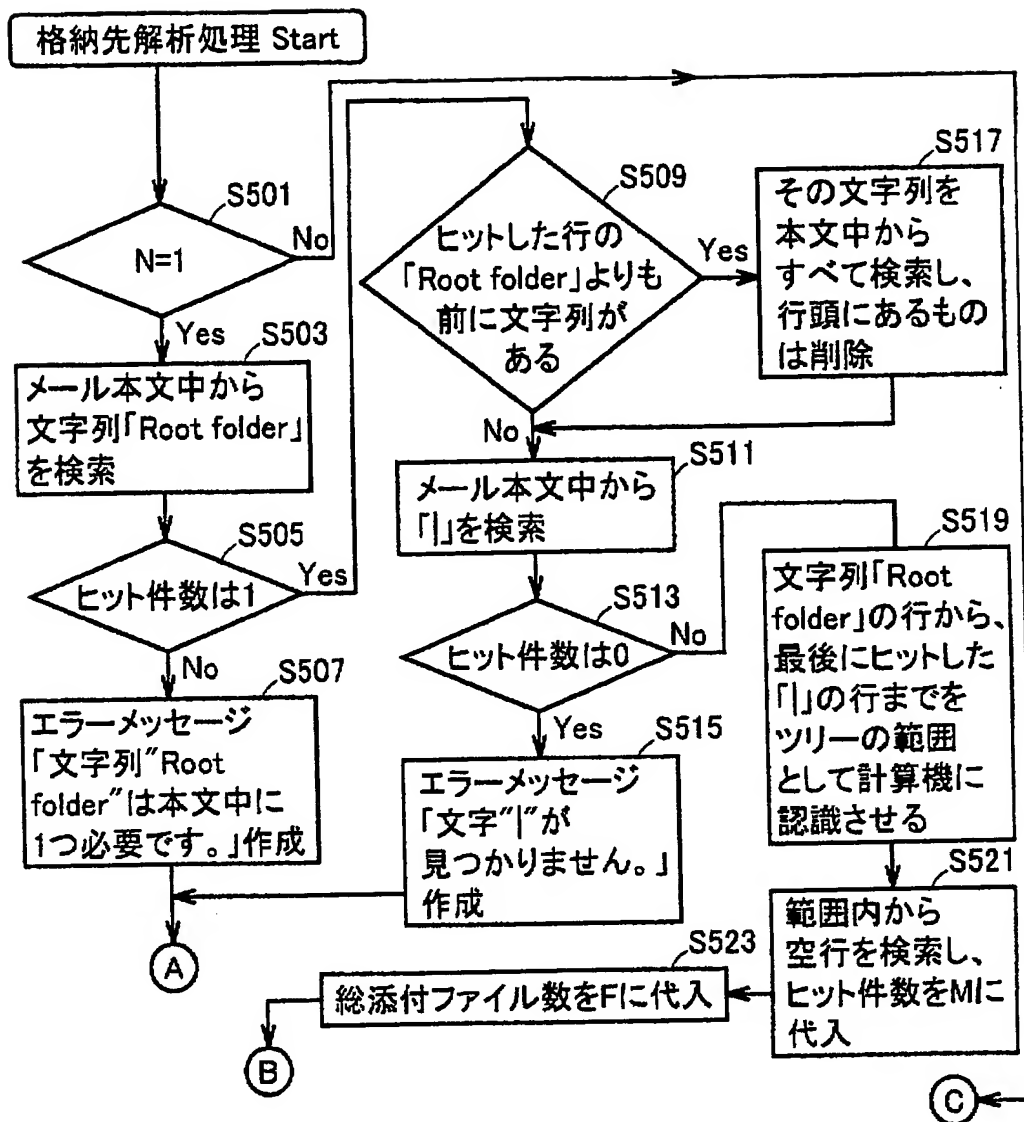 格納先解析処理 Start
S501
N=1
No
Yes
S503
メール本文中から
文字列「Root folder」
を検索
S505
ヒット件数は1
Yes
No
S507
エラーメッセージ
「文字列"Root
folder"は本文中に
1つ必要です。」作成
A
S509
ヒットした行の
「Root folder」よりも
前に文字列が
ある
Yes
No
S517
その文字列を
本文中から
すべて検索し、
行頭にあるもの
は削除
S511
メール本文中から
「|」を検索
S513
ヒット件数は0
No
Yes
S515
エラーメッセージ
「文字"|"が
見つかりません。」
作成
S519
文字列「Root
folder」の行から、
最後にヒットした
「|」の行までを
ツリーの範囲
として計算機に
認識させる
S521
範囲内から
空行を検索し、
ヒット件数をMに
代入
S523
総添付ファイル数をFに代入
B
C